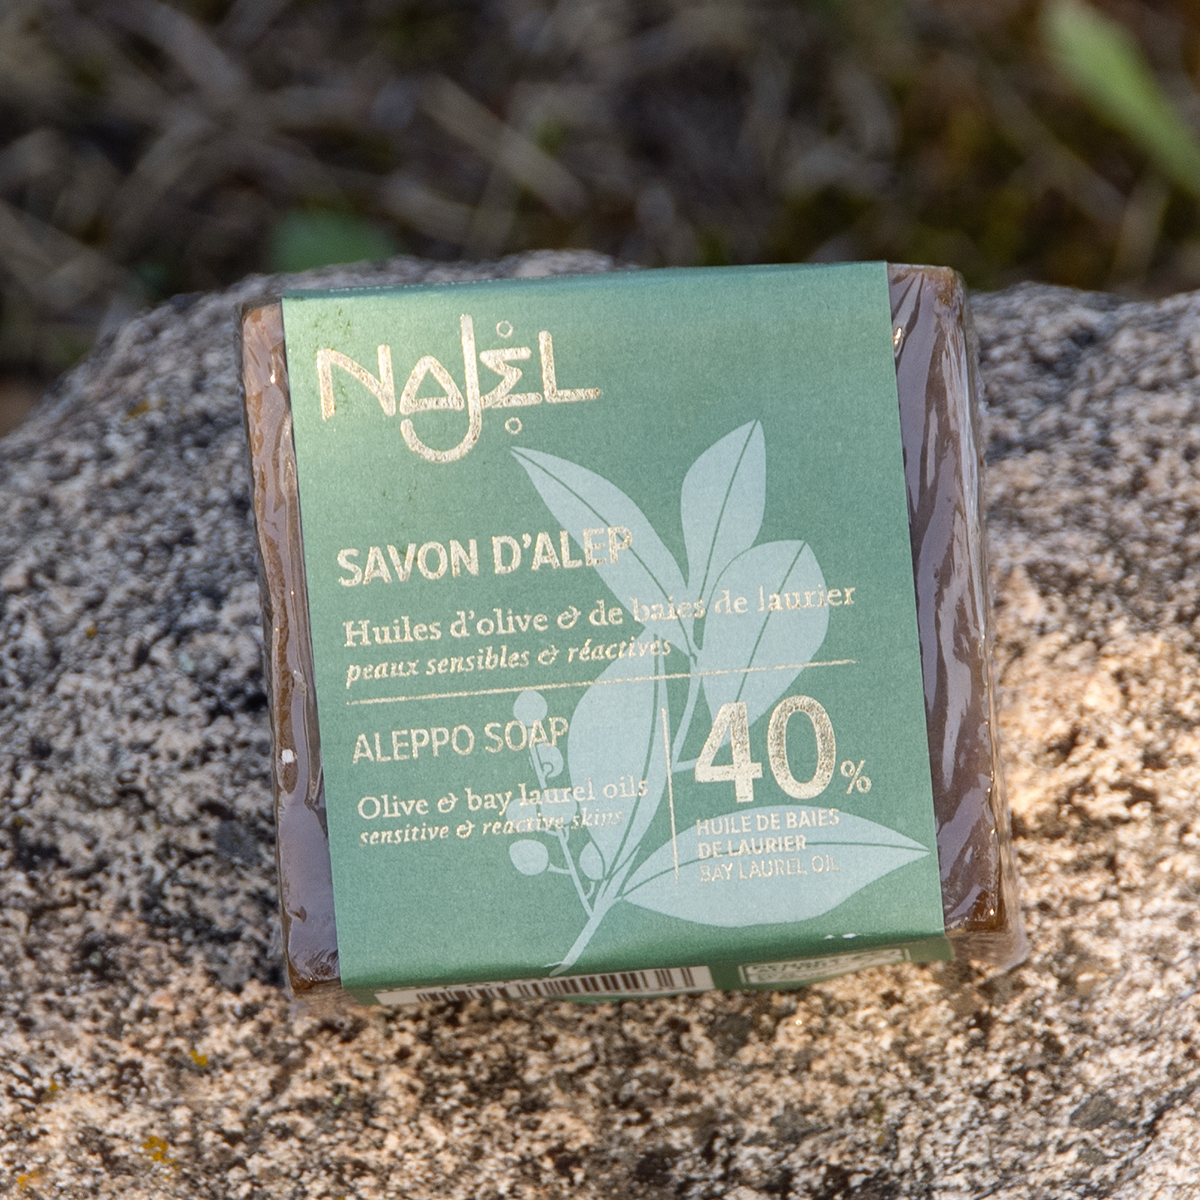 NAJEL
SAVON D'ALEP
Huiles d'olive & de baies de laurier
peaux sensibles & réactives
ALEPPO SOAP
Olive & bay laurel oils
sensitive & reactive skins
40%
HUILE DE BAIES
DE LAURIER
BAY LAUREL OIL